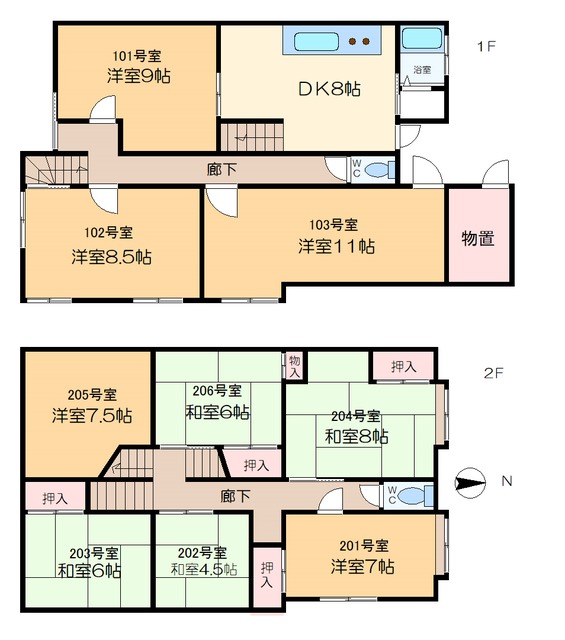 1F
101号室
洋室9帖
DK8帖
浴室
廊下
WC
102号室
洋室8.5帖
103号室
洋室11帖
物置
2F
205号室
洋室7.5帖
206号室
和室6帖
物入
押入
204号室
和室8帖
押入
押入
廊下
WC
N
203号室
和室6帖
202号室
和室4.5帖
押入
201号室
洋室7帖